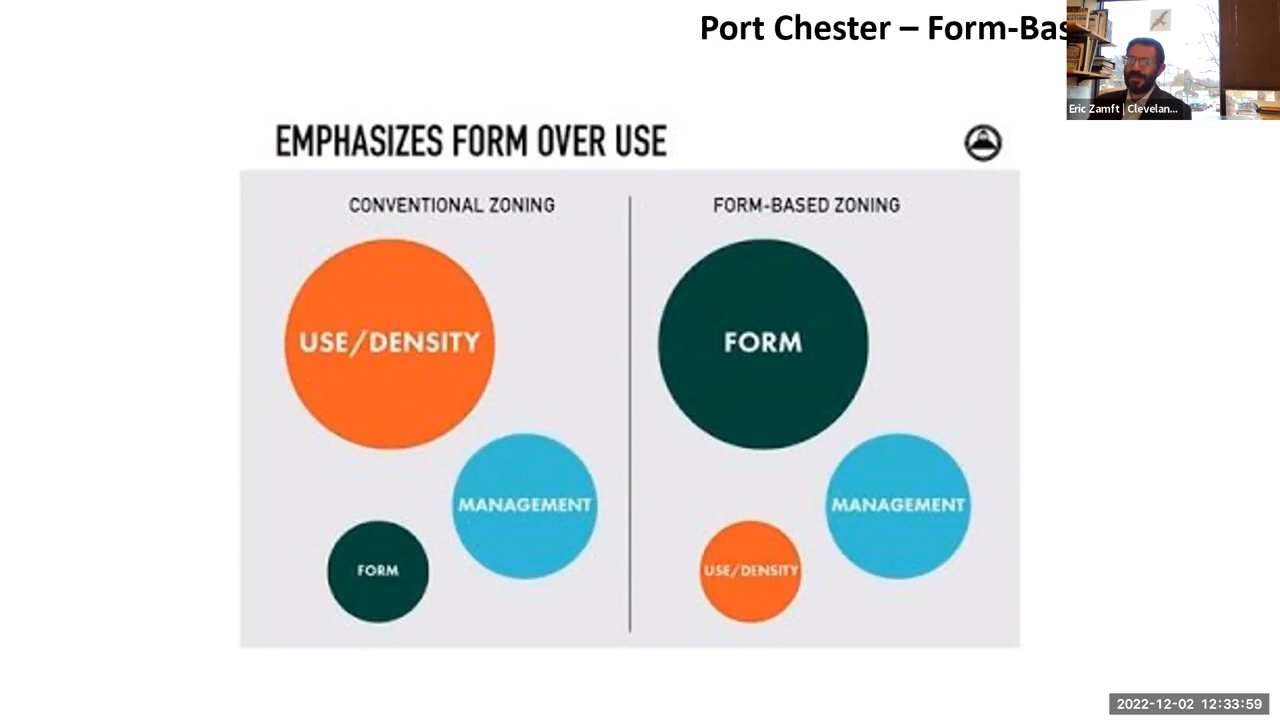 Port Chester – Form-Bas
Eric Zamft | Clevelan...
EMPHASIZES FORM OVER USE
CONVENTIONAL ZONING
USE/DENSITY
MANAGEMENT
FORM
FORM-BASED ZONING
FORM
MANAGEMENT
USE/DENSITY
2022-12-02 12:33:59